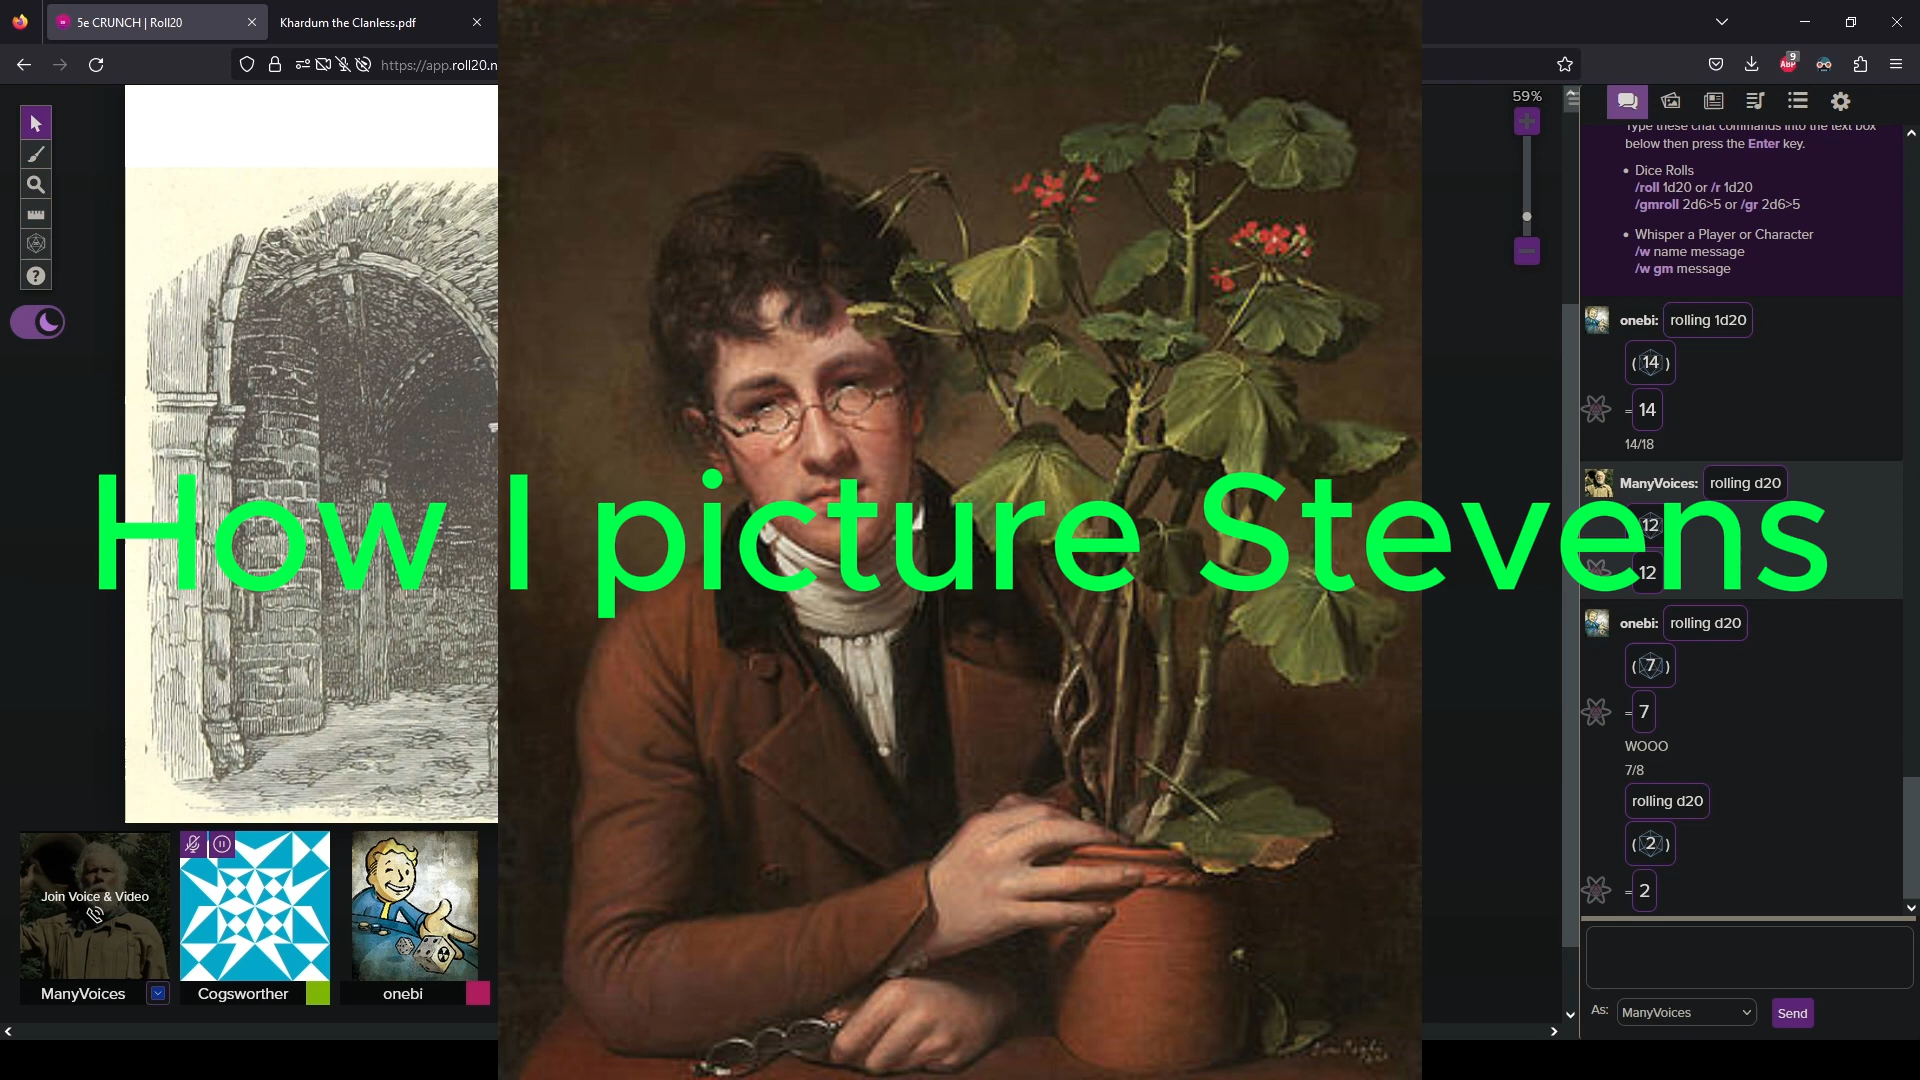 5e CRUNCH | Roll20
Khardum the Clanless.pdf
https://app.roll20.n
9
ABP
59%
Type these chat commands into the text box
below then press the Enter key.
• Dice Rolls
/roll 1d20 or /r 1d20
/gmroll 2d6>5 or /gr 2d6>5
• Whisper a Player or Character
/w name message
/w gm message
onebi: rolling 1d20
(14)
=14
14/18
ManyVoices: rolling d20
12
12
How I picture Stevens
onebi: rolling d20
(7)
=7
WOOO
7/8
rolling d20
(2)
=2
Join Voice & Video
ManyVoices
Cogsworther
onebi
As:
ManyVoices
Send